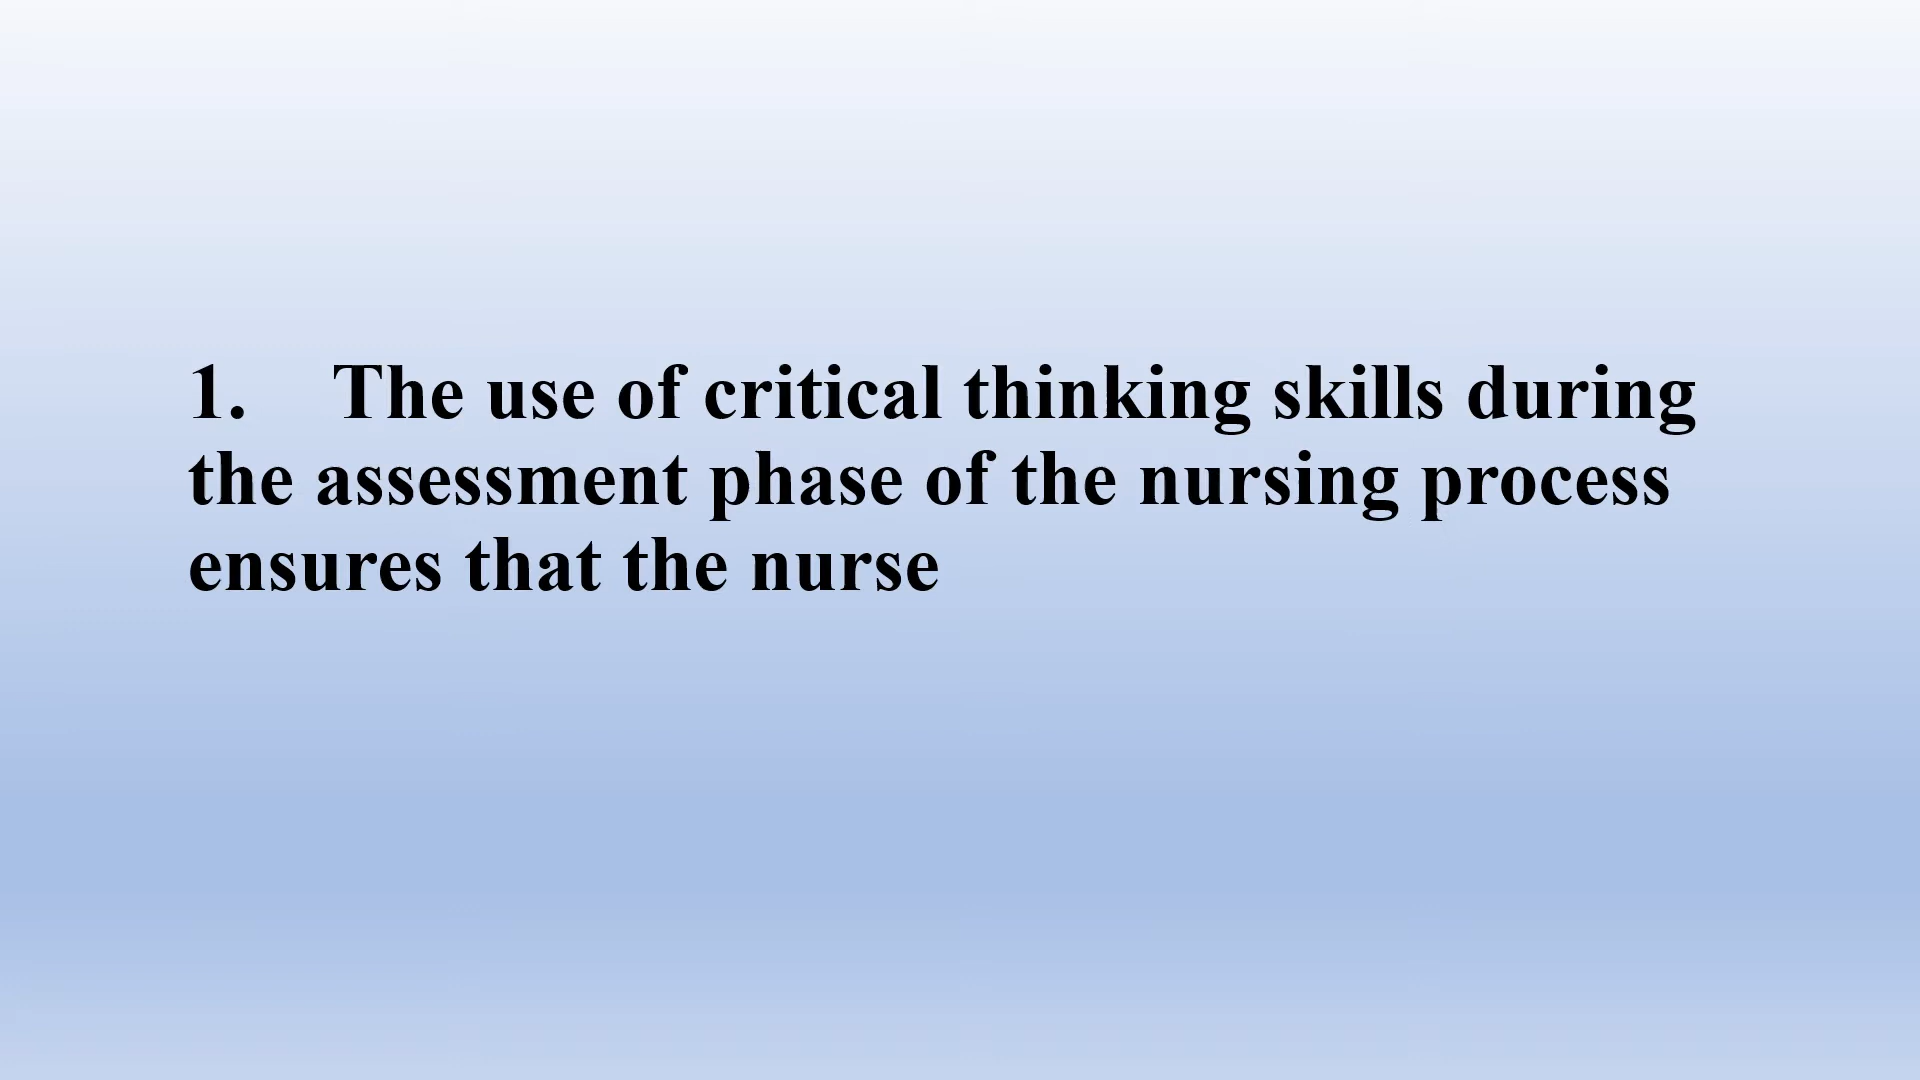 1. The use of critical thinking skills during
the assessment phase of the nursing process
ensures that the nurse